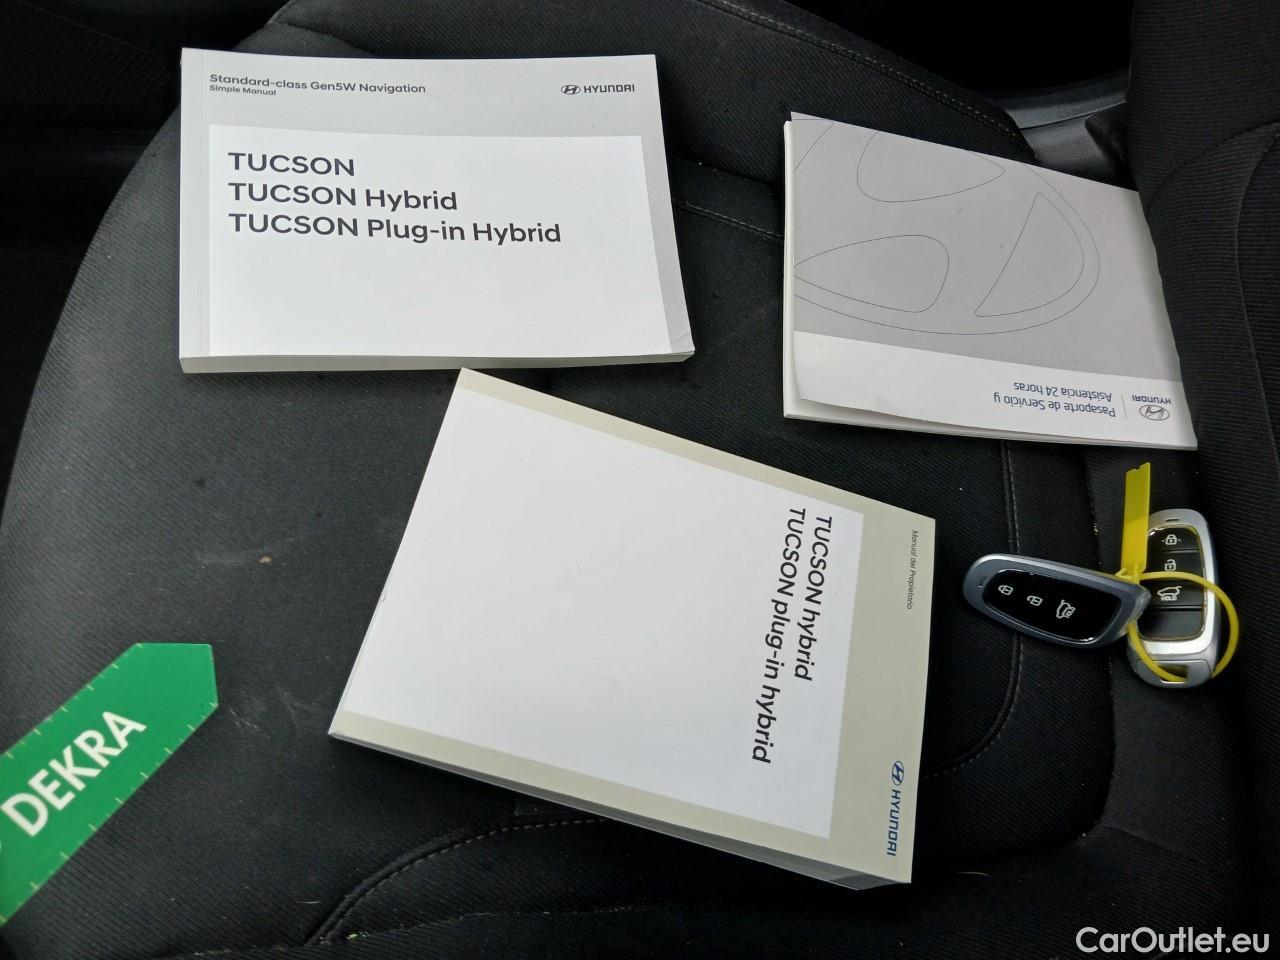 Standard-class Gen5W Navigation
Simple Manual
HYUNDAI
TUCSON
TUCSON Hybrid
TUCSON Plug-in Hybrid
Pasaporte de Servicio y
Asistencia 24 horas
HYUNDAI
Manual del Propietario
TUCSON hybrid
TUCSON plug-in hybrid
HYUNDAI
HOLD
DEKRA
CarOutlet.eu